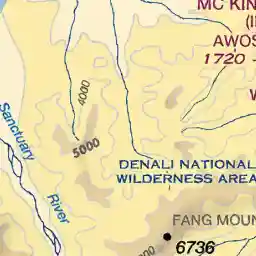 MC KIN
(I
AWOS
1720
4000
Sanctuary
5000
DENALI NATIONAL
WILDERNESS AREA
River
FANG MOUN
6736